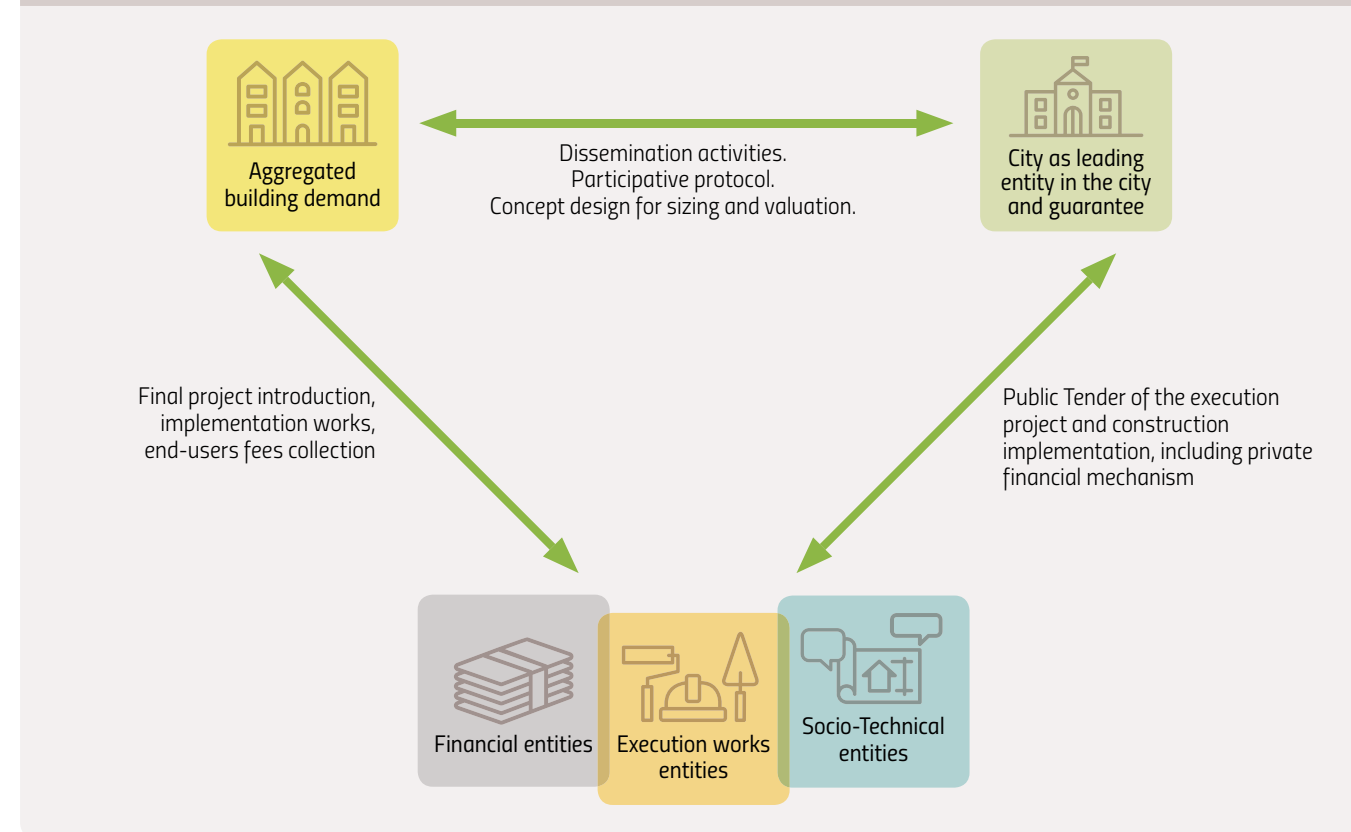 Aggregated
building demand
Dissemination activities.
Participative protocol.
Concept design for sizing and valuation.
City as leading
entity in the city
and guarantee
Final project introduction,
implementation works,
end-users fees collection
Public Tender of the execution
project and construction
implementation, including private
financial mechanism
Financial entities
Execution works
entities
Socio-Technical
entities